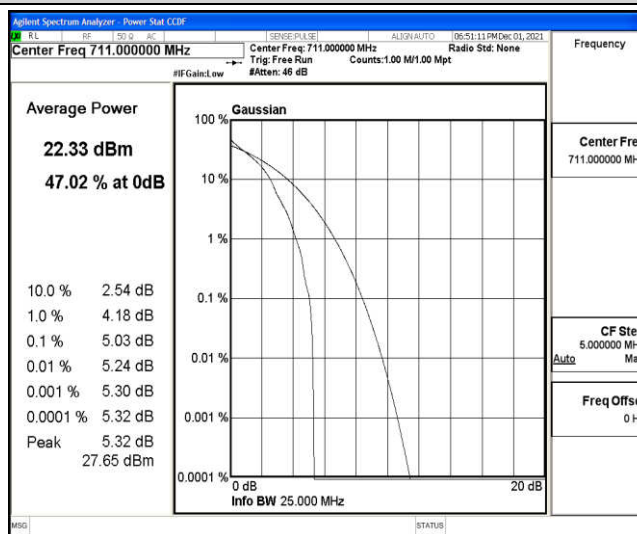 Agilent Spectrum Analyzer - Power Stat CCDF
RL RF 50 Ω AC SENSE:PULSE ALIGN AUTO 06:51:11 PM Dec 01, 2021
Center Freq 711.000000 MHz
Center Freq: 711.000000 MHz Radio Std: None
Trig: Free Run Counts:1.00 M/1.00 Mpt
#IFGain:Low #Atten: 46 dB
Frequency
Average Power
22.33 dBm
47.02 % at 0dB
10.0 % 2.54 dB
1.0 % 4.18 dB
0.1 % 5.03 dB
0.01 % 5.24 dB
0.001 % 5.30 dB
0.0001 % 5.32 dB
Peak 5.32 dB
27.65 dBm
Gaussian
100 %
10 %
1 %
0.1 %
0.01 %
0.001 %
0.0001 %
0 dB 20 dB
Info BW 25.000 MHz
Center Fre
711.000000 MH
CF Ste
5.000000 MH
Auto Ma
Freq Offse
0 H
MSG STATUS